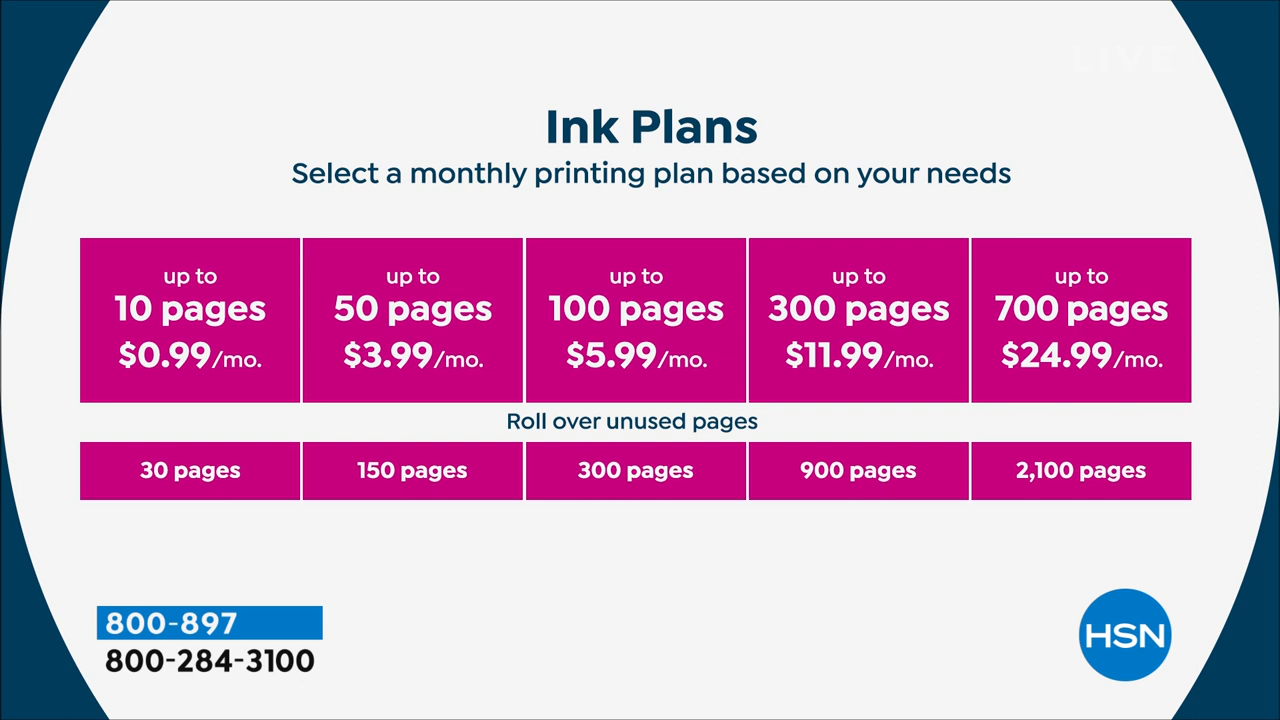 LIVE
Ink Plans
Select a monthly printing plan based on your needs
up to
10 pages
$0.99/mo.
up to
50 pages
$3.99/mo.
up to
100 pages
$5.99/mo.
up to
300 pages
$11.99/mo.
up to
700 pages
$24.99/mo.
Roll over unused pages
30 pages
150 pages
300 pages
900 pages
2,100 pages
800-897
800-284-3100
HSN